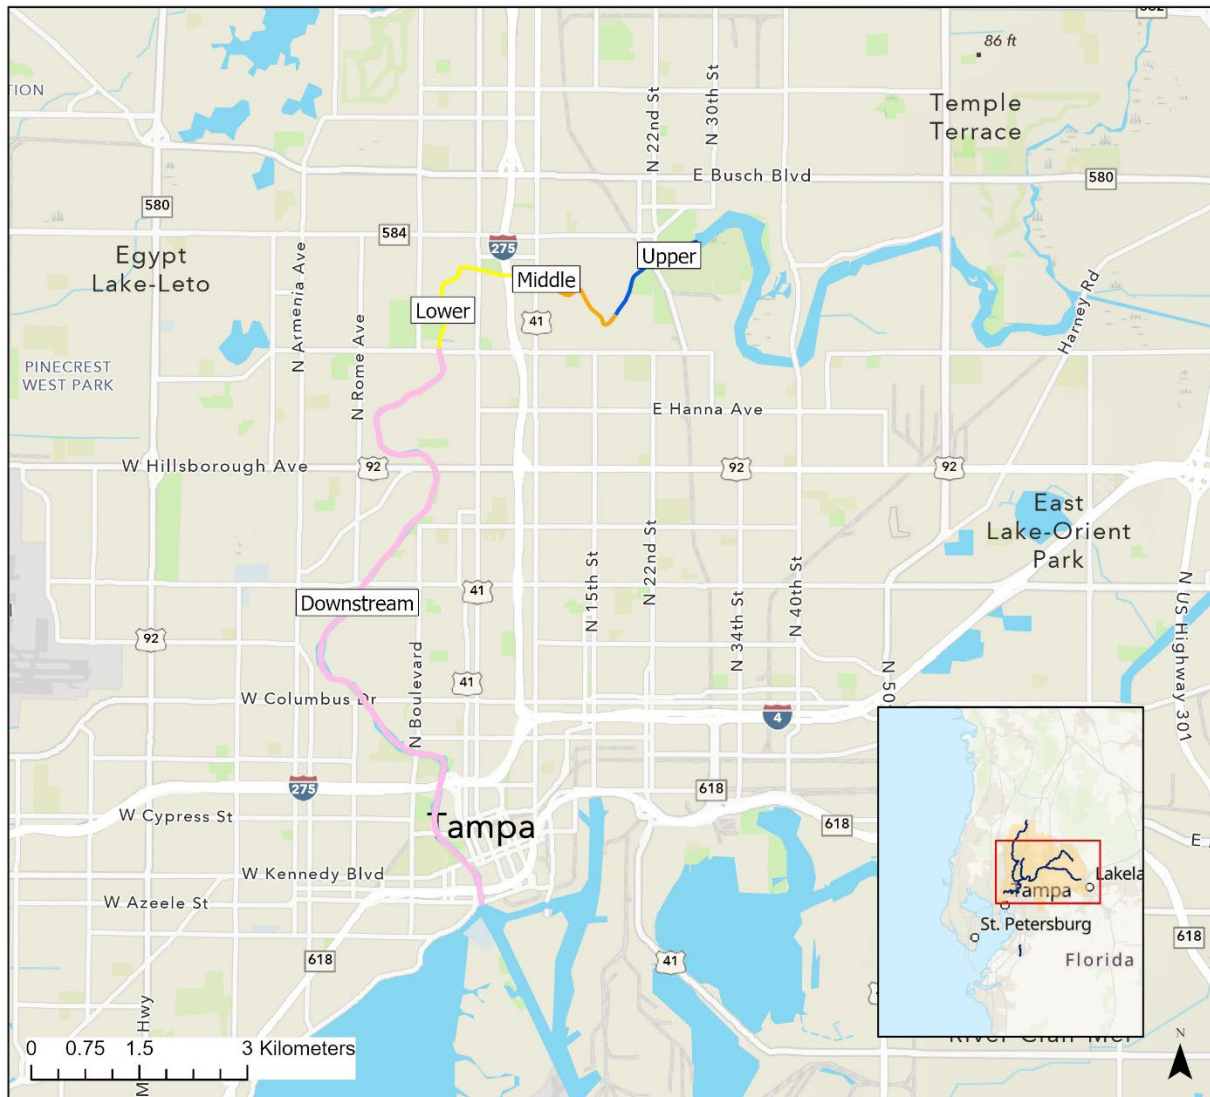 582
86 ft
TION
Temple
Terrace
N 22nd St
N 30th St
E Busch Blvd
580
580
584
275
Egypt
Lake-Leto
Upper
Middle
Lower
41
N Armenia Ave
N Rome Ave
Harney Rd
PINECREST
WEST PARK
E Hanna Ave
W Hillsborough Ave
92
92
92
East
Lake-Orient
Park
N 15th St
N 22nd St
N 34th St
N 40th St
N US Highway 301
41
Downstream
92
N Boulevard
41
W Columbus Dr
N 50
4
275
618
W Cypress St
Tampa
618
E
W Kennedy Blvd
W Azeele St
618
41
618
Hwy
M
0 0.75 1.5 3 Kilometers
Lakela
Tampa
St. Petersburg
Florida
N